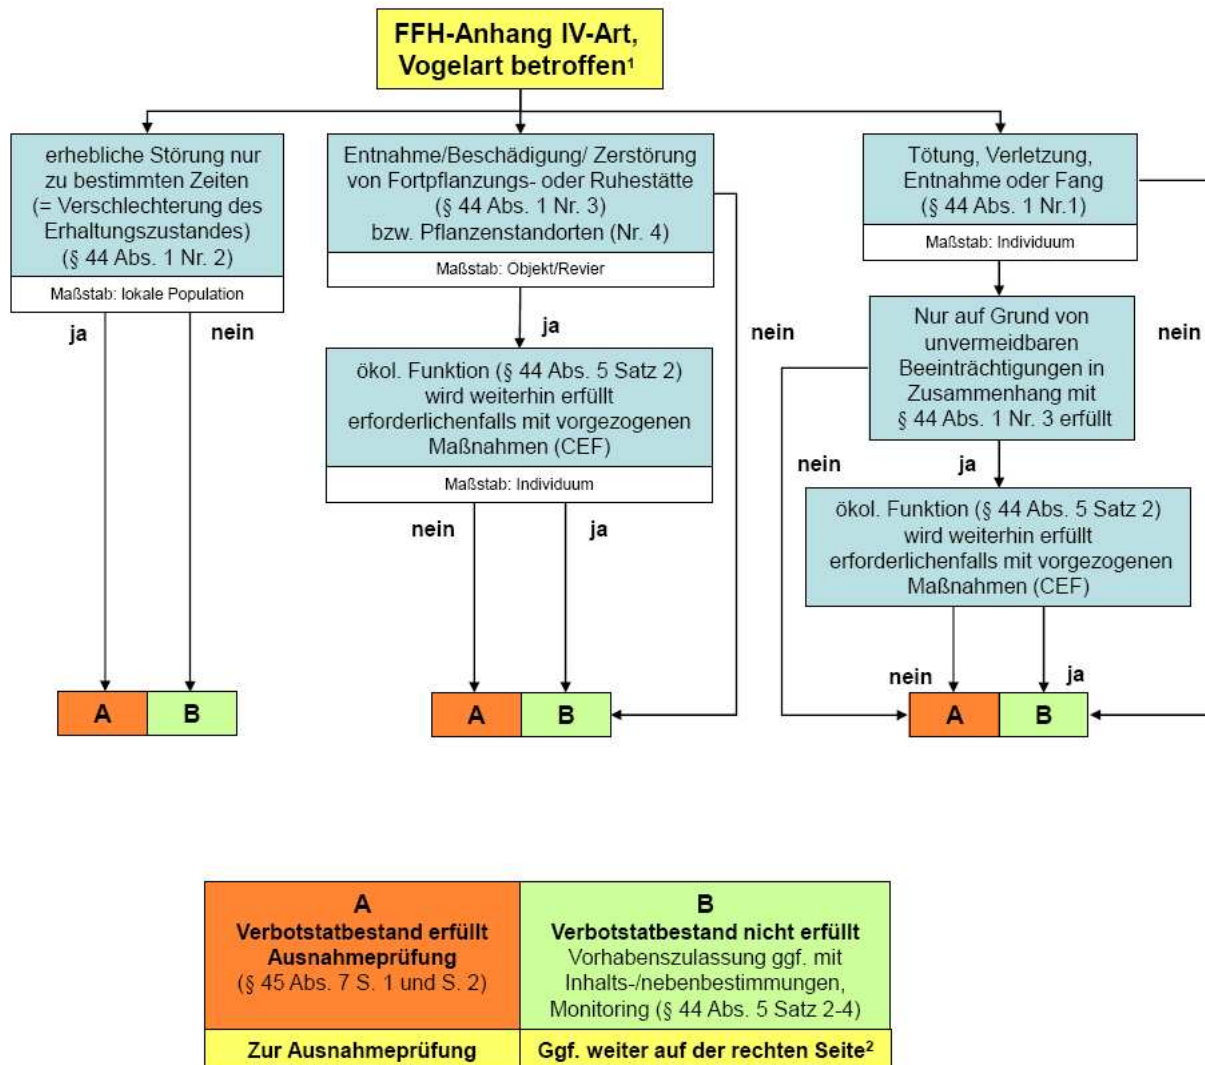 FFH-Anhang IV-Art,
Vogelart betroffen¹
erhebliche Störung nur
zu bestimmten Zeiten
(= Verschlechterung des
Erhaltungszustandes)
(§ 44 Abs. 1 Nr. 2)
Maßstab: lokale Population
ja
nein
A
B
Entnahme/Beschädigung/ Zerstörung
von Fortpflanzungs- oder Ruhestätte
(§ 44 Abs. 1 Nr. 3)
bzw. Pflanzenstandorten (Nr. 4)
Maßstab: Objekt/Revier
ja
nein
ökol. Funktion (§ 44 Abs. 5 Satz 2)
wird weiterhin erfüllt
erforderlichenfalls mit vorgezogenen
Maßnahmen (CEF)
Maßstab: Individuum
nein
ja
A
B
Tötung, Verletzung,
Entnahme oder Fang
(§ 44 Abs. 1 Nr.1)
Maßstab: Individuum
nein
Nur auf Grund von
unvermeidbaren
Beeinträchtigungen in
Zusammenhang mit
§ 44 Abs. 1 Nr. 3 erfüllt
nein
ja
ökol. Funktion (§ 44 Abs. 5 Satz 2)
wird weiterhin erfüllt
erforderlichenfalls mit vorgezogenen
Maßnahmen (CEF)
nein
ja
A
B
A
Verbotstatbestand erfüllt
Ausnahmeprüfung
(§ 45 Abs. 7 S. 1 und S. 2)
Zur Ausnahmeprüfung
B
Verbotstatbestand nicht erfüllt
Vorhabenszulassung ggf. mit
Inhalts-/nebenbestimmungen,
Monitoring (§ 44 Abs. 5 Satz 2-4)
Ggf. weiter auf der rechten Seite²